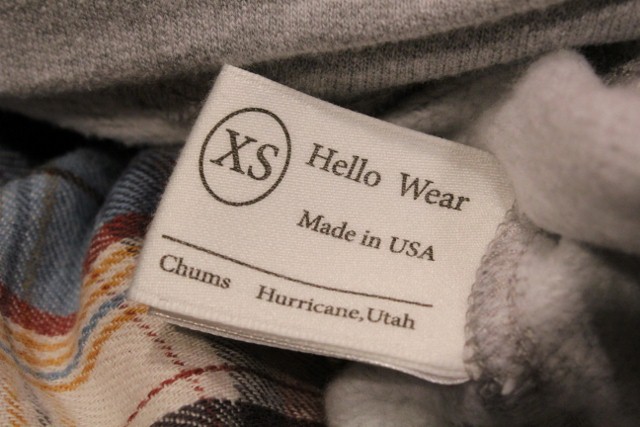 XS
Hello Wear
Made in USA
Chums Hurricane,Utah